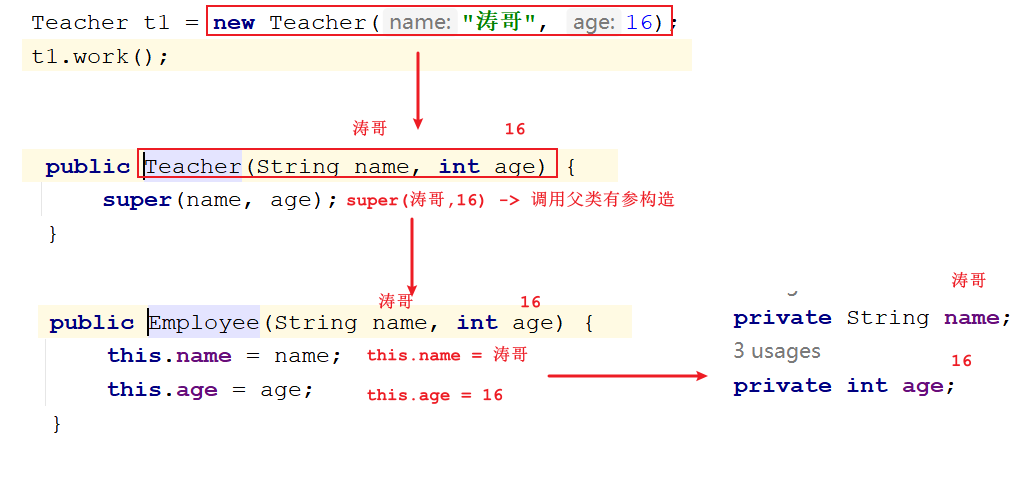 Teacher t1 = new Teacher( name: "涛哥", age: 16);
t1.work();
涛哥 16
public Teacher(String name, int age) {
super(name, age); super(涛哥,16) -> 调用父类有参构造
}
涛哥 16
public Employee(String name, int age) {
this.name = name; this.name = 涛哥
this.age = age; this.age = 16
}
涛哥
private String name;
3 usages
16
private int age;